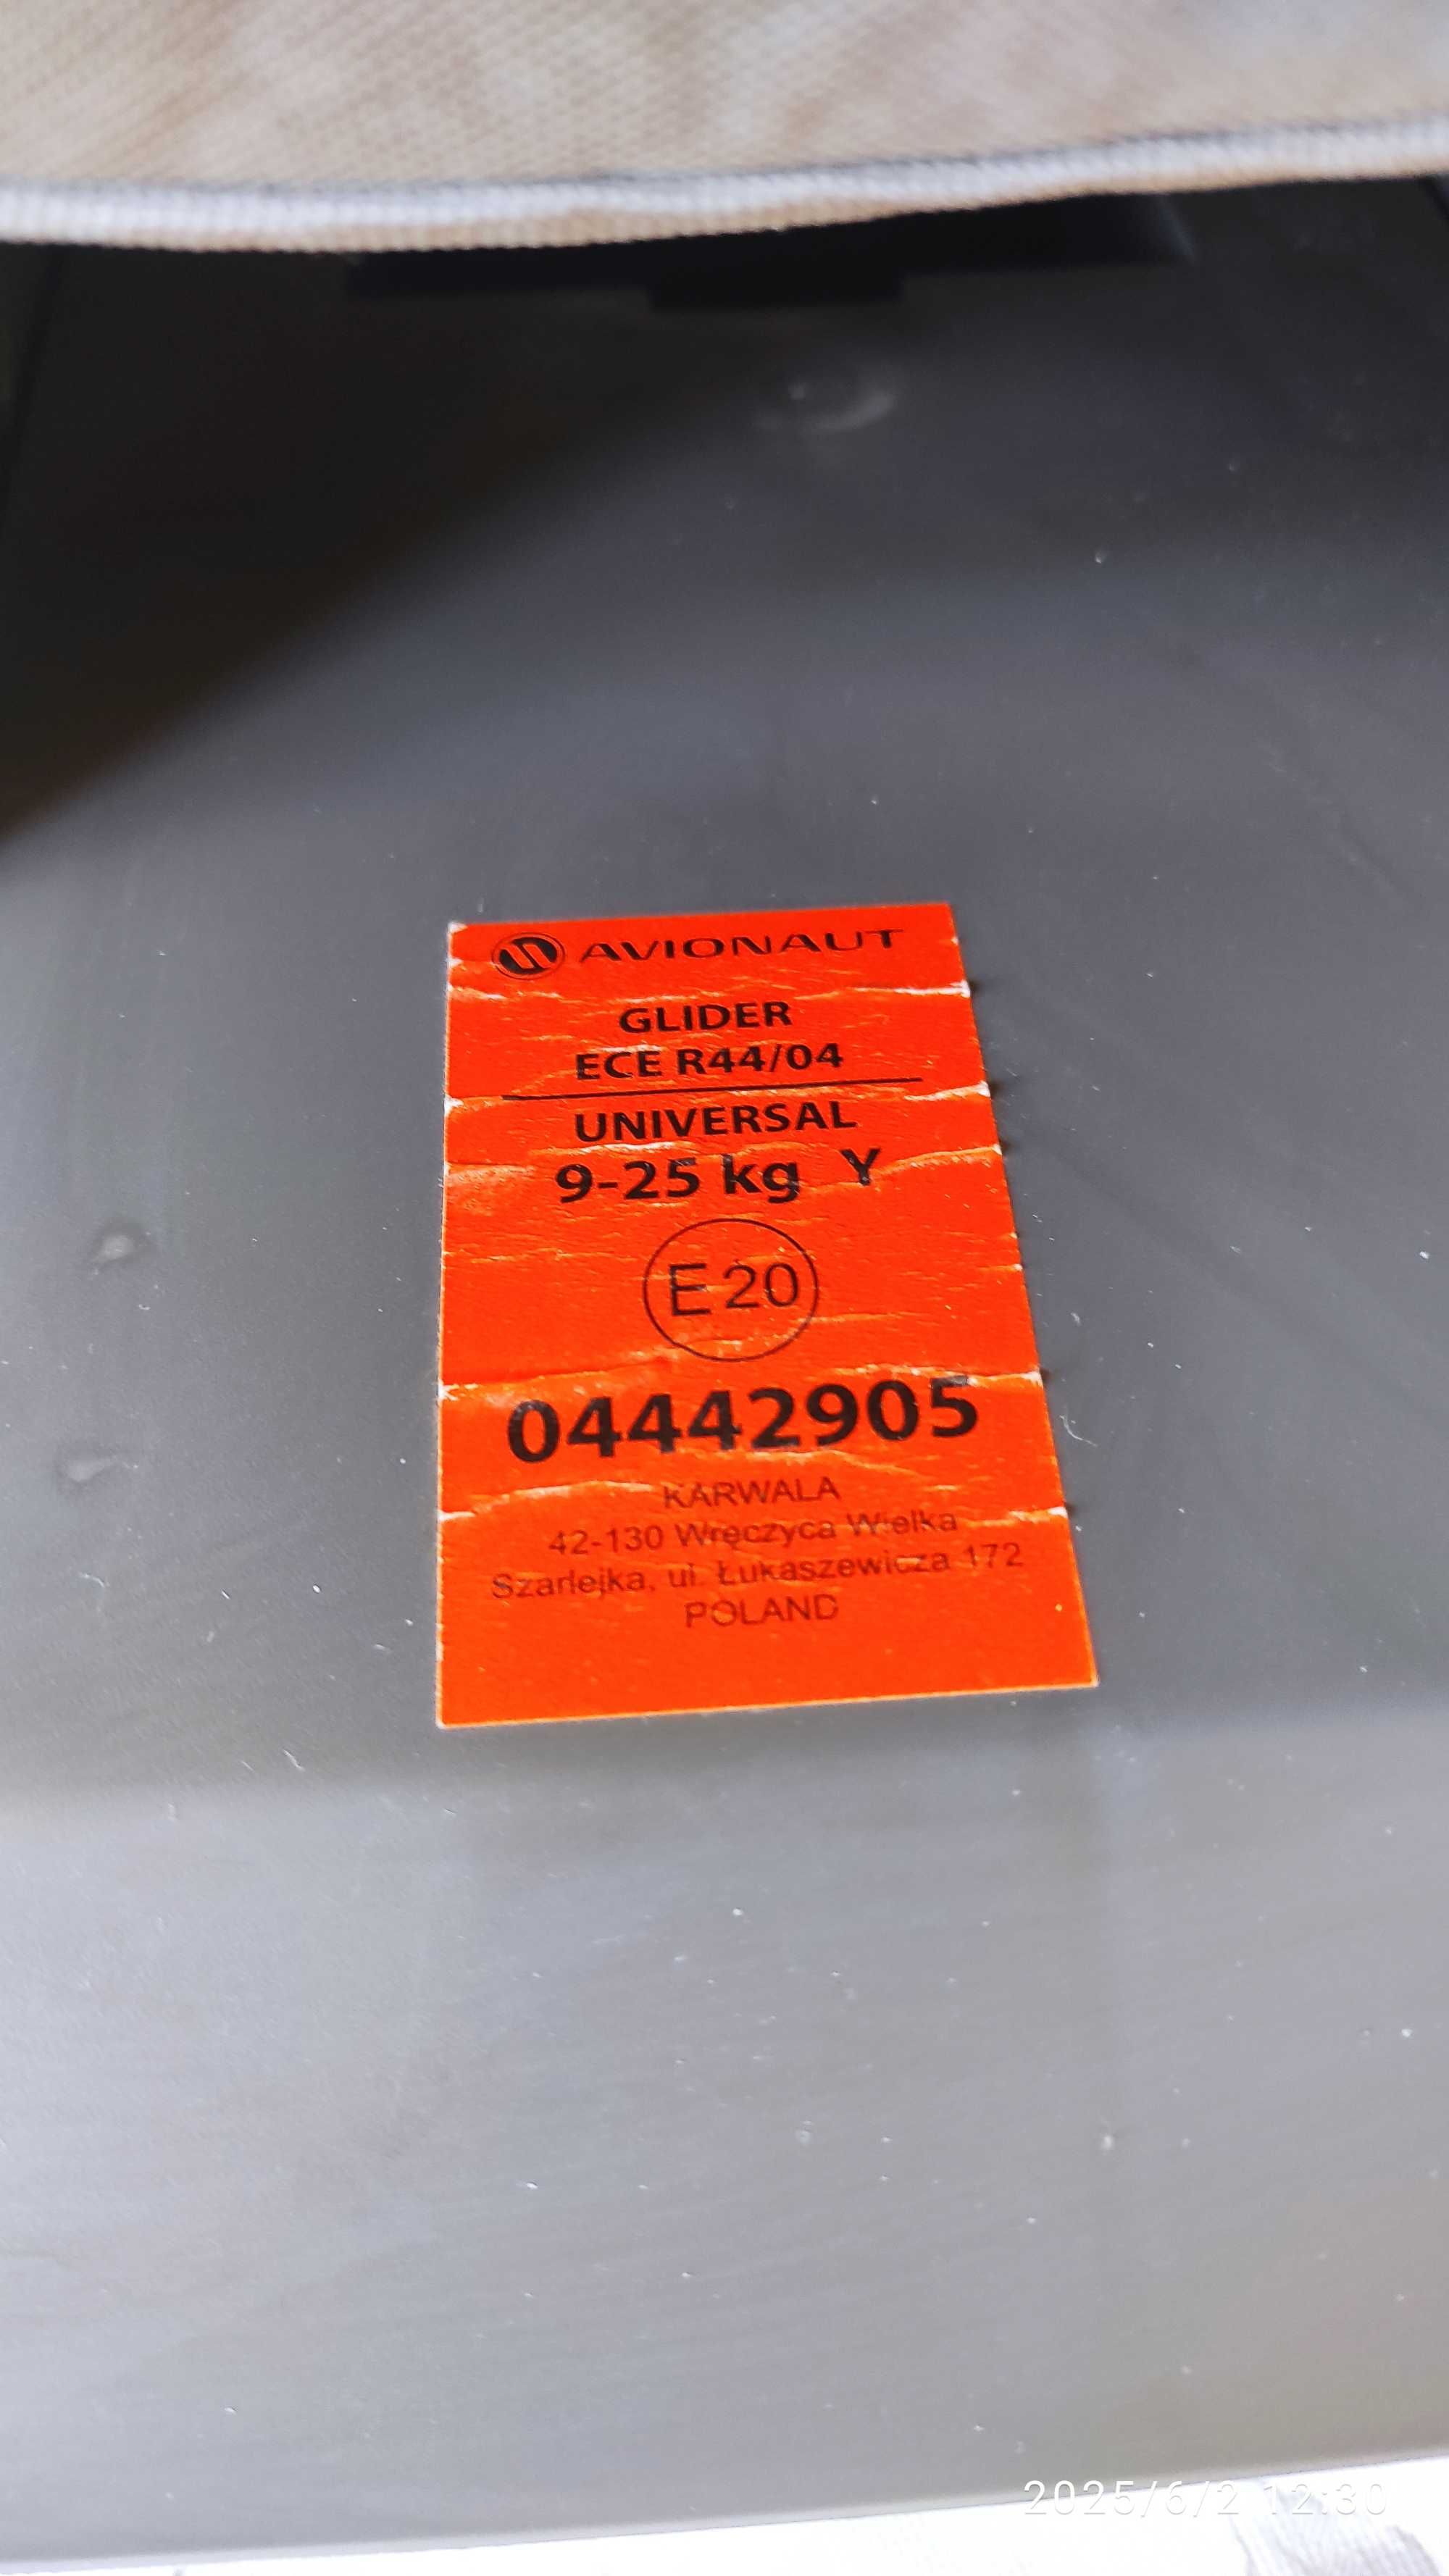 AVIONAUT
GLIDER
ECE R44/04
UNIVERSAL
9-25 kg Y
E 20
04442905
KARWALA
42-130 Wręczyca Wielka
Szarlejka, ul. Łukaszewicza 172
POLAND
2025/6/2 12:30